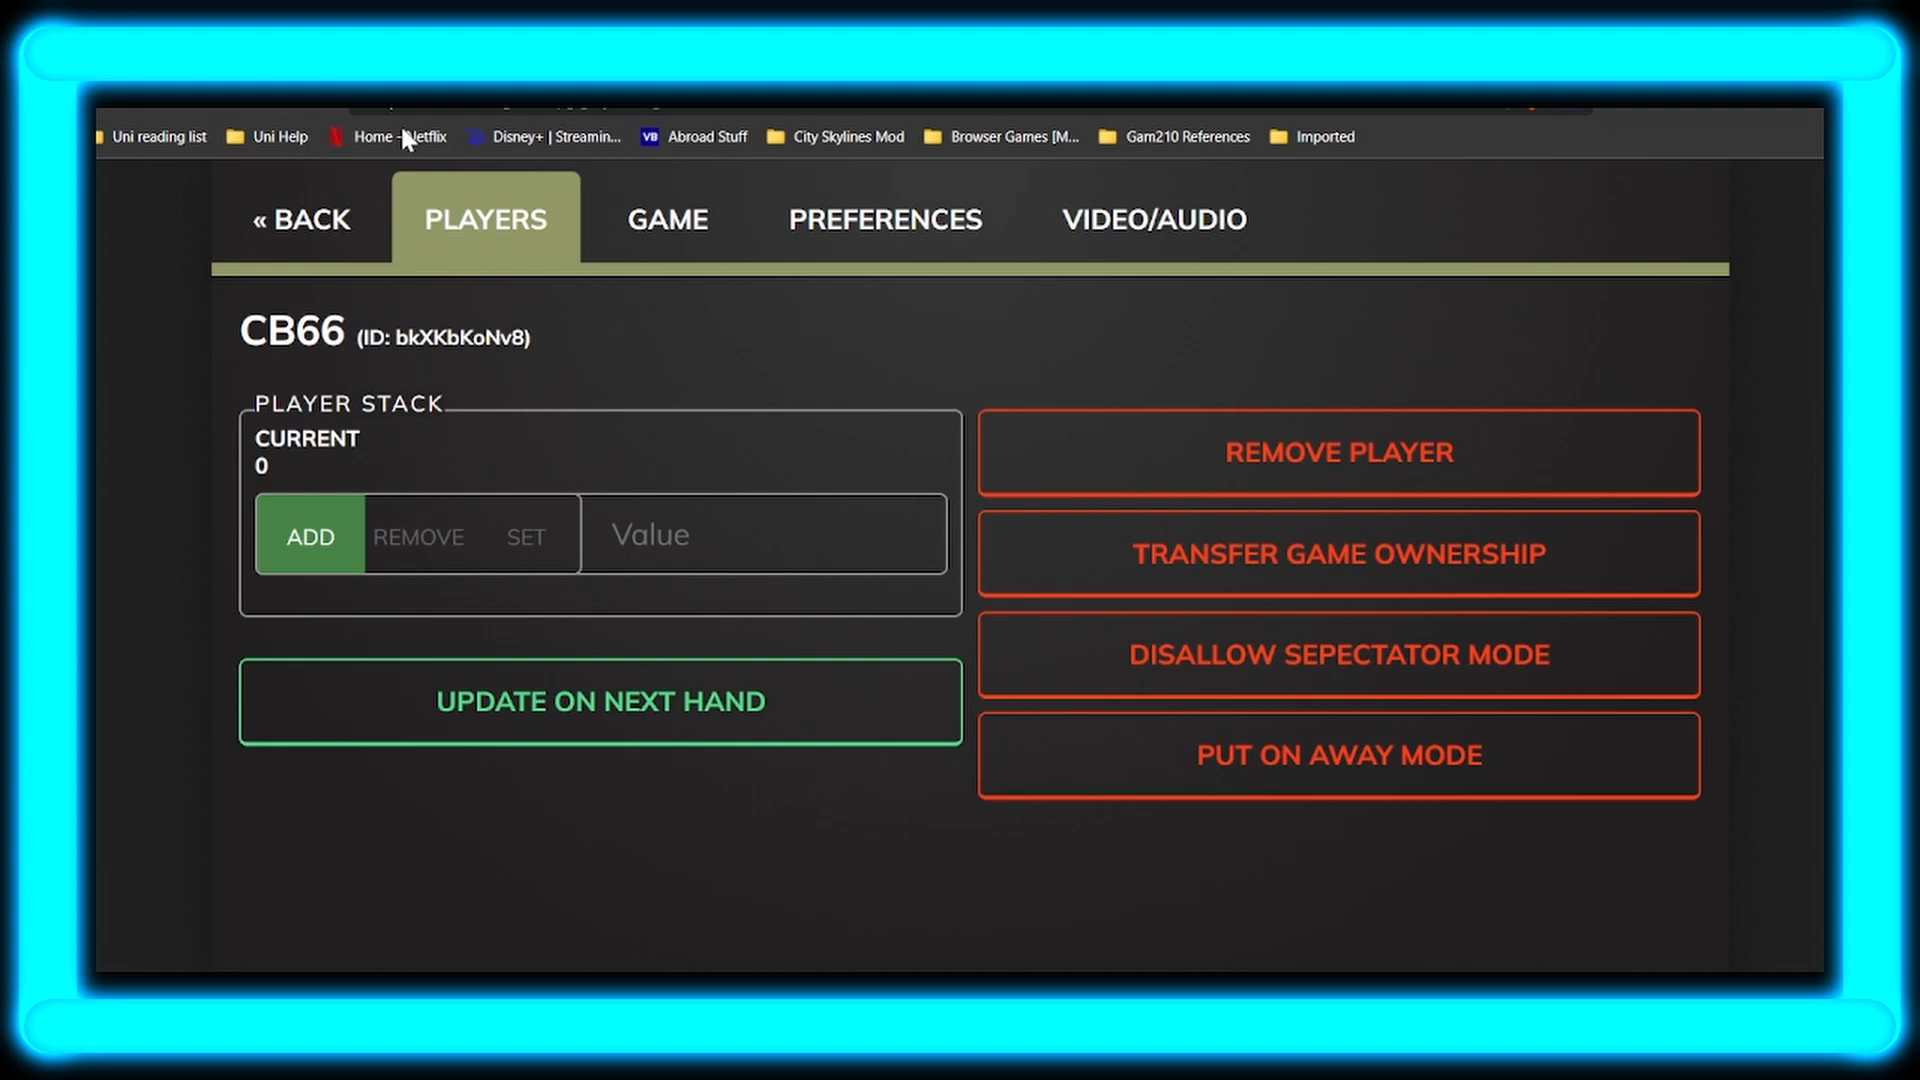 Uni reading list Uni Help Home - Netflix Disney+ | Streamin... VB Abroad Stuff City Skylines Mod Browser Games [M... Gam210 References Imported
« BACK PLAYERS GAME PREFERENCES VIDEO/AUDIO
CB66 (ID: bkXKbKoNv8)
PLAYER STACK
CURRENT
0
ADD REMOVE SET Value
UPDATE ON NEXT HAND
REMOVE PLAYER
TRANSFER GAME OWNERSHIP
DISALLOW SEPECTATOR MODE
PUT ON AWAY MODE